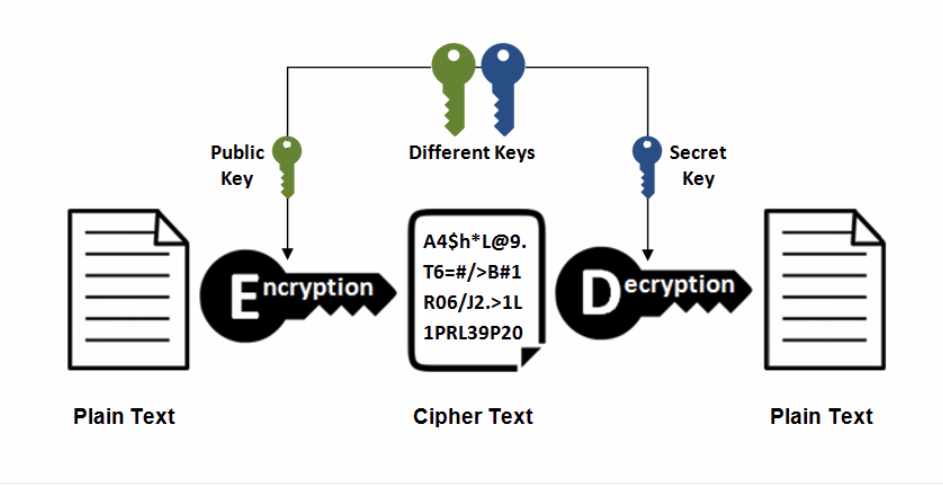 Public
Key
Different Keys
Secret
Key
Encryption
A4$h*L@9.
T6=#/>B#1
R06/J2.>1L
1PRL39P20
Decryption
Plain Text
Cipher Text
Plain Text